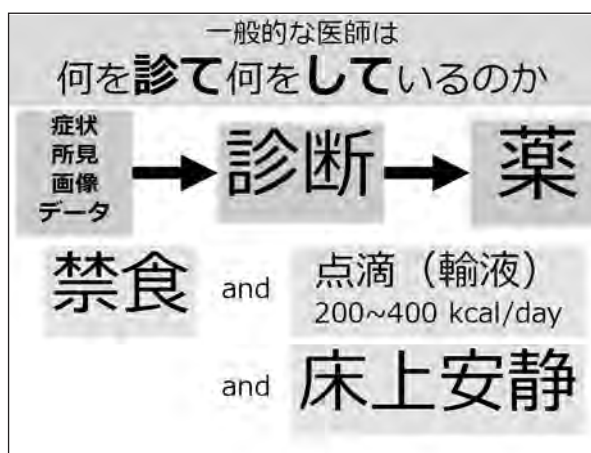 一般的な医師は
何を診て何をしているのか
症状
所見
画像
データ
診断
薬
禁食 and 点滴（輸液）
200~400 kcal/day
and 床上安静